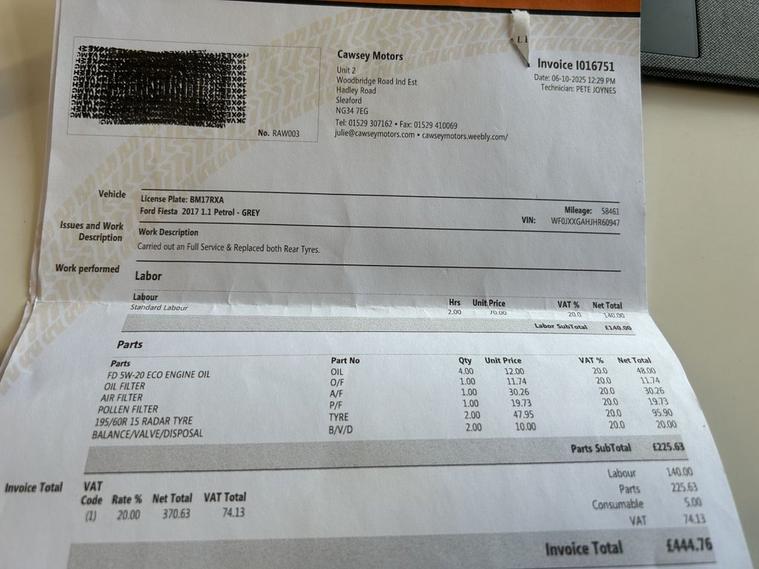 Cawsey Motors
Unit 2
Woodbridge Road Ind Est
Hadley Road
Sleaford
NG34 7EG
Tel: 01529 307162 • Fax: 01529 410069
julie@cawseymotors.com • cawseymotors.weebly.com/
Invoice I016751
Date: 06-10-2025 12:29 PM
Technician: PETE JOYNES
No. RAW003
Vehicle
License Plate: BM17RXA
Ford Fiesta 2017 1.1 Petrol - GREY
Mileage: 58461
VIN: WF0JXXGAHJHR60947
Issues and Work Description
Work Description
Carried out an Full Service & Replaced both Rear Tyres.
Work performed
Labor
Labour Hrs Unit Price VAT % Net Total
Standard Labour 2.00 70.00 20.0 140.00
Labor SubTotal £140.00
Parts
Parts Part No Qty Unit Price VAT % Net Total
FD 5W-20 ECO ENGINE OIL OIL 4.00 12.00 20.0 48.00
OIL FILTER O/F 1.00 11.74 20.0 11.74
AIR FILTER A/F 1.00 30.26 20.0 30.26
POLLEN FILTER P/F 1.00 19.73 20.0 19.73
195/60R 15 RADAR TYRE TYRE 2.00 47.95 20.0 95.90
BALANCE/VALVE/DISPOSAL B/V/D 2.00 10.00 20.0 20.00
Parts SubTotal £225.63
Invoice Total
VAT Code Rate % Net Total VAT Total
(1) 20.00 370.63 74.13
Labour 140.00
Parts 225.63
Consumable 5.00
VAT 74.13
Invoice Total £444.76